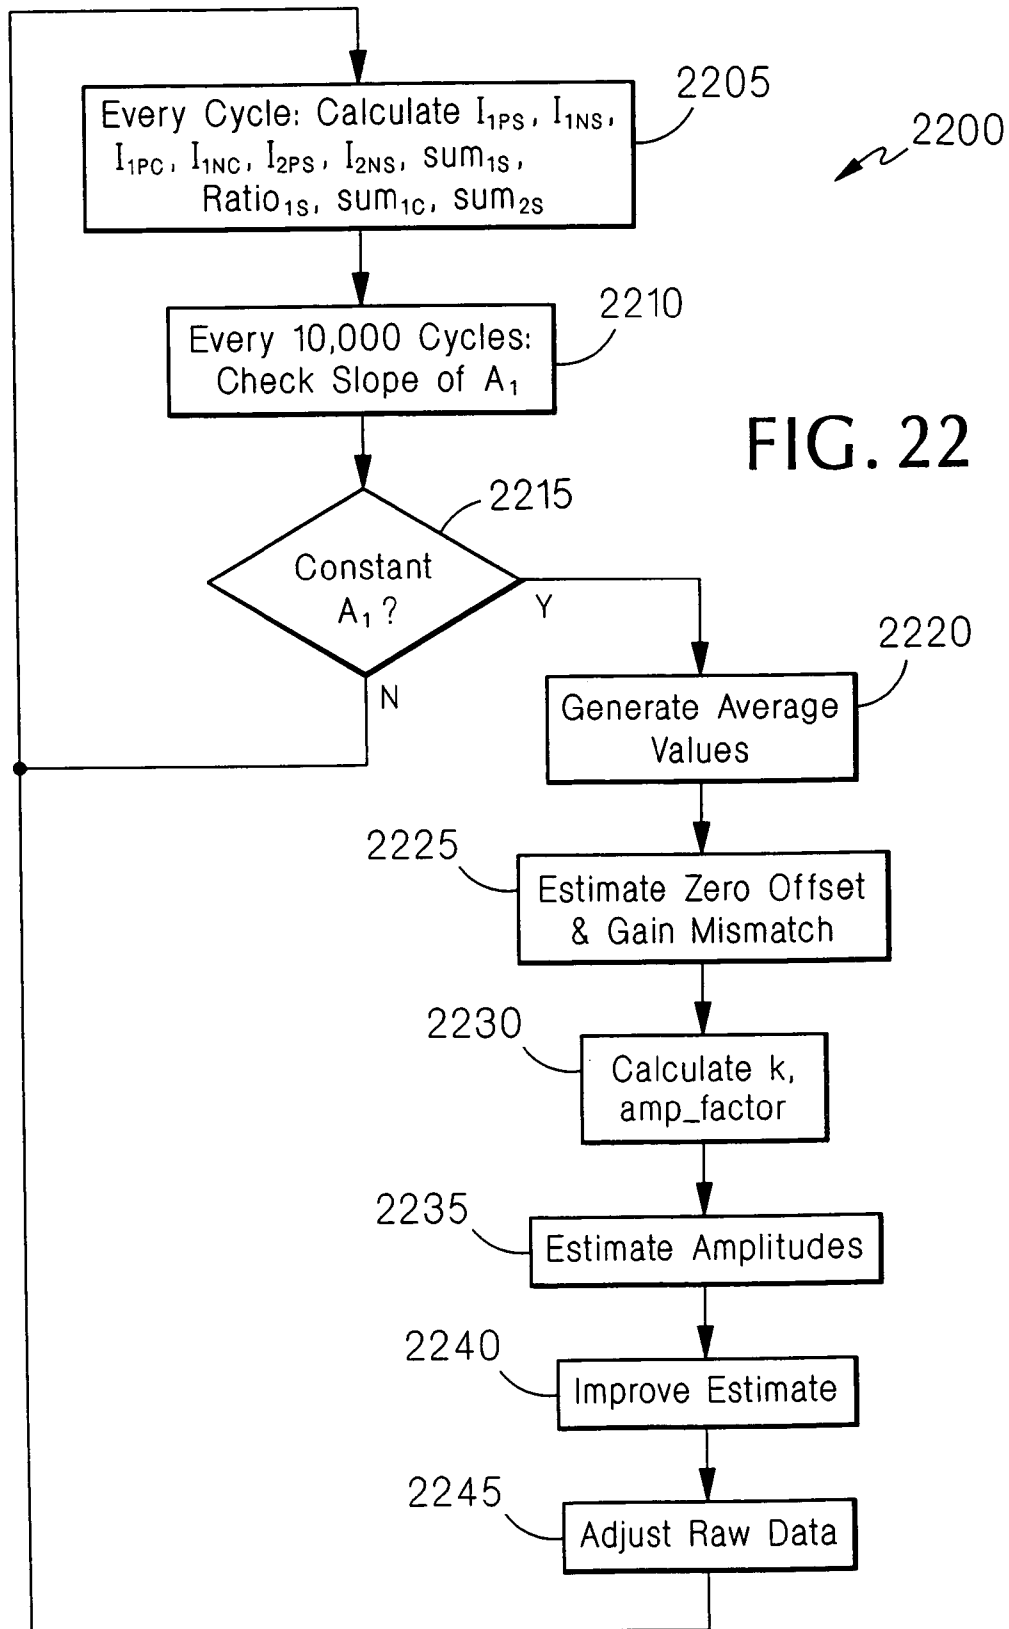 Every Cycle: Calculate I₁PS, I₁NS,
I₁PC, I₁NC, I₂PS, I₂NS, sum₁S,
Ratio₁S, sum₁C, sum₂S
2205
2200
Every 10,000 Cycles:
Check Slope of A₁
2210
FIG. 22
Constant
A₁?
2215
Y
N
2220
Generate Average
Values
2225
Estimate Zero Offset
& Gain Mismatch
2230
Calculate k,
amp_factor
2235
Estimate Amplitudes
2240
Improve Estimate
2245
Adjust Raw Data